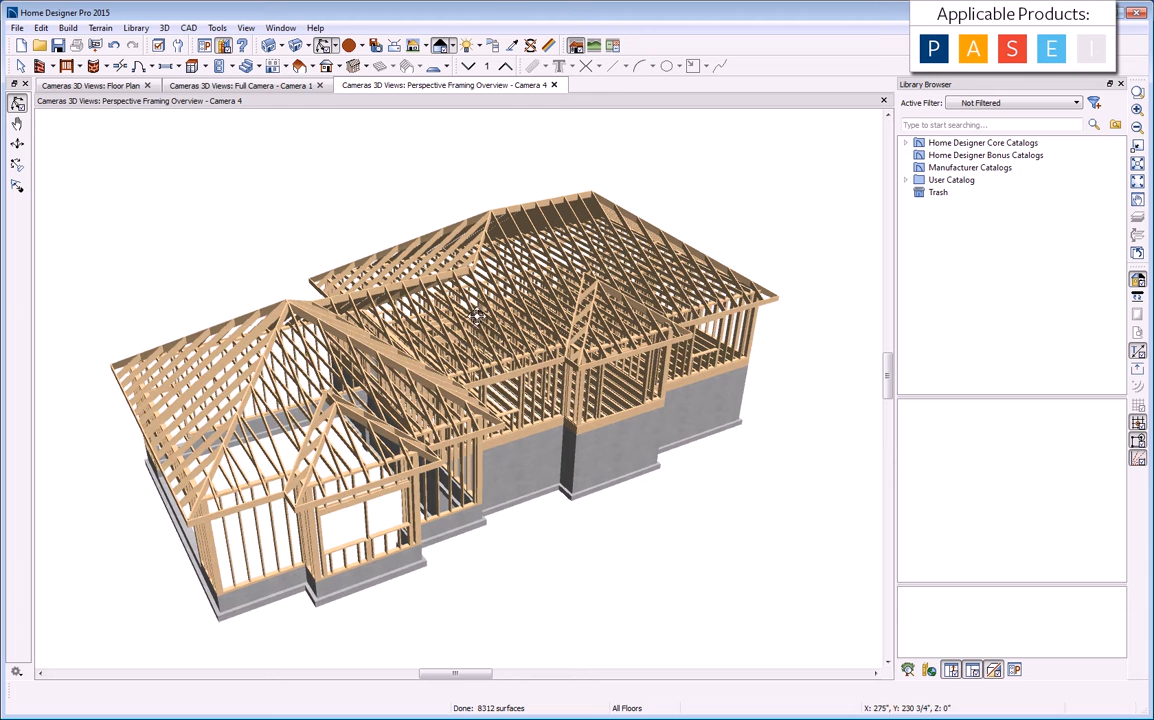 Home Designer Pro 2015
File Edit Build Terrain Library 3D CAD Tools View Window Help
Applicable Products:
P A S E I
1
Cameras 3D Views: Floor Plan
Cameras 3D Views: Full Camera - Camera 1
Cameras 3D Views: Perspective Framing Overview - Camera 4
Cameras 3D Views: Perspective Framing Overview - Camera 4
Library Browser
Active Filter: Not Filtered
Type to start searching...
Home Designer Core Catalogs
Home Designer Bonus Catalogs
Manufacturer Catalogs
User Catalog
Trash
Done: 8312 surfaces
All Floors
X: 275", Y: 230 3/4", Z: 0"